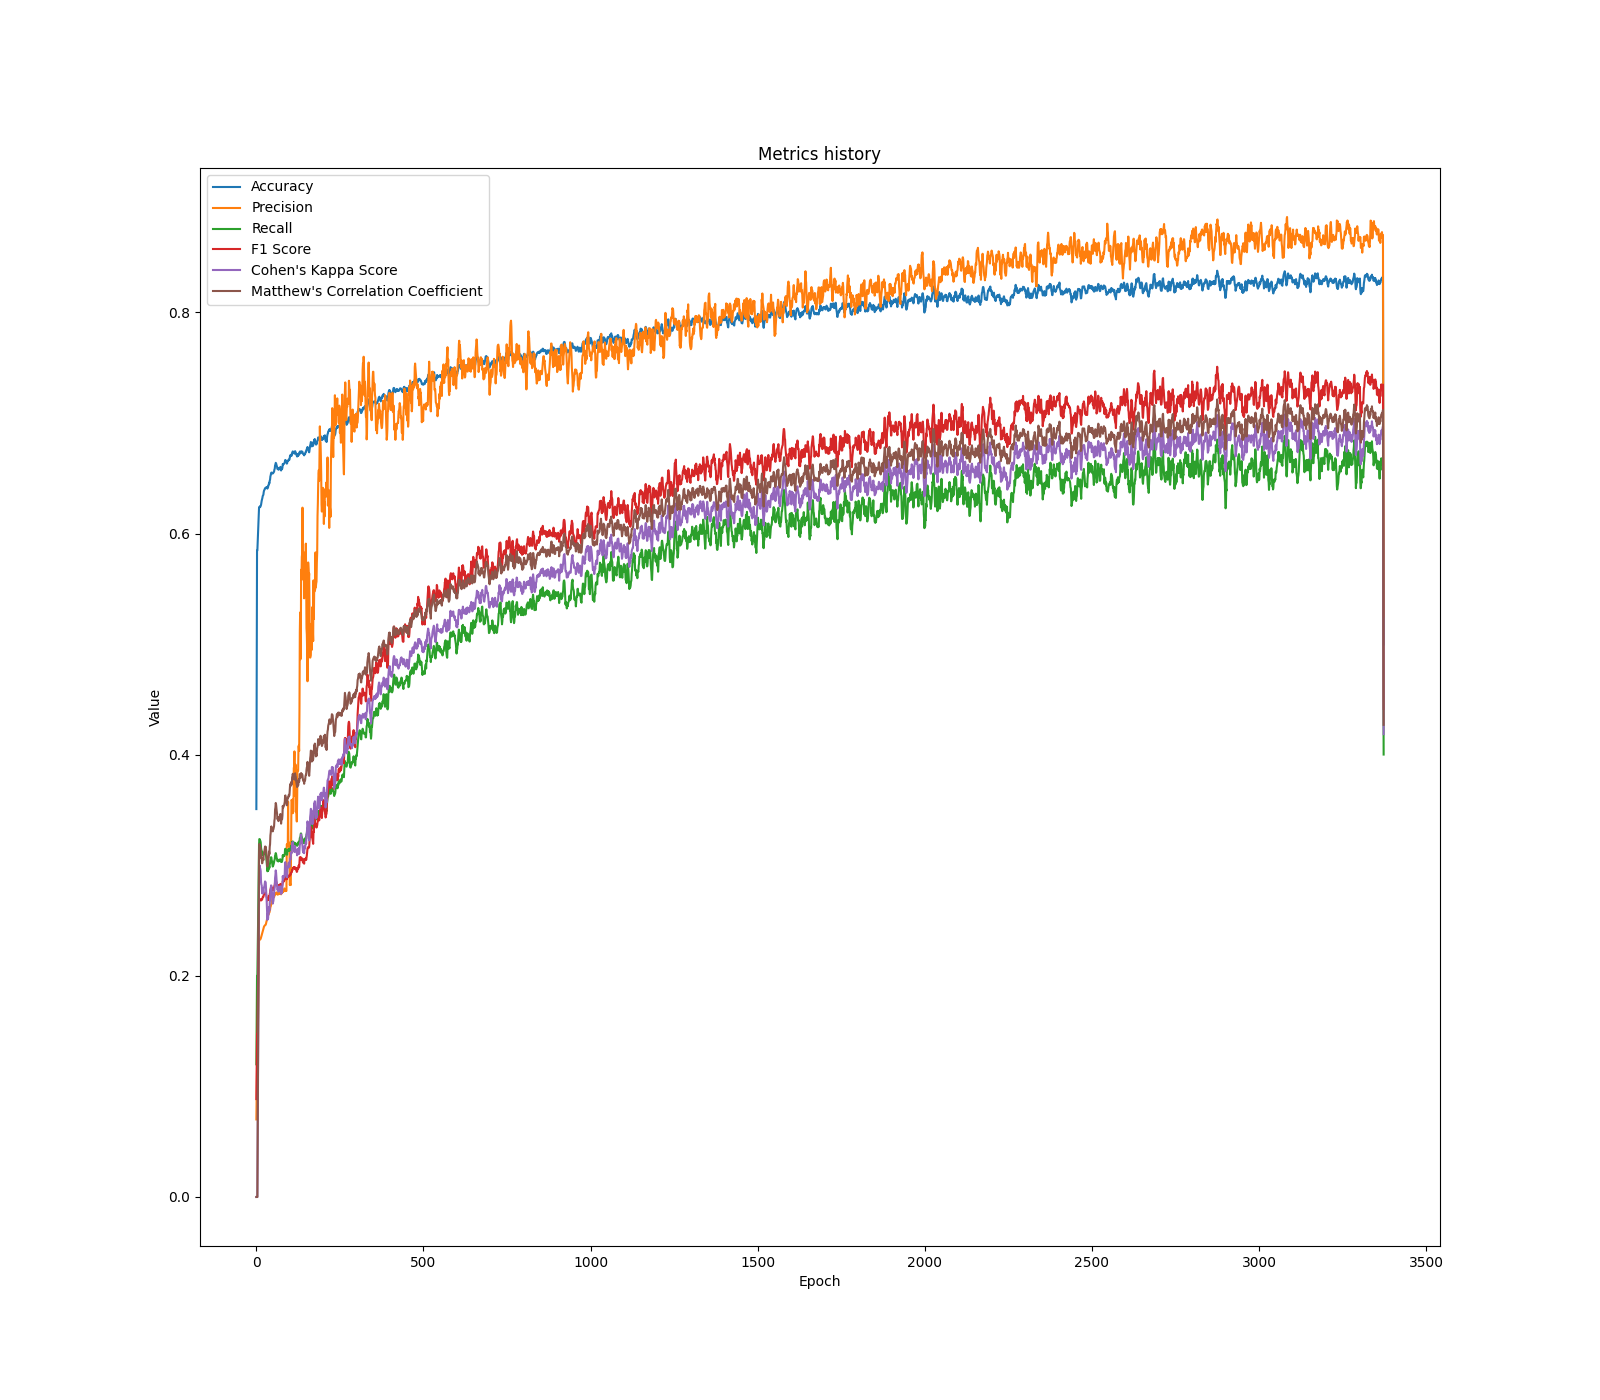 Metrics history
Accuracy
Precision
Recall
F1 Score
Cohen's Kappa Score
Matthew's Correlation Coefficient
0.8
0.6
0.4
0.2
0.0
Value
0 500 1000 1500 2000 2500 3000 3500
Epoch